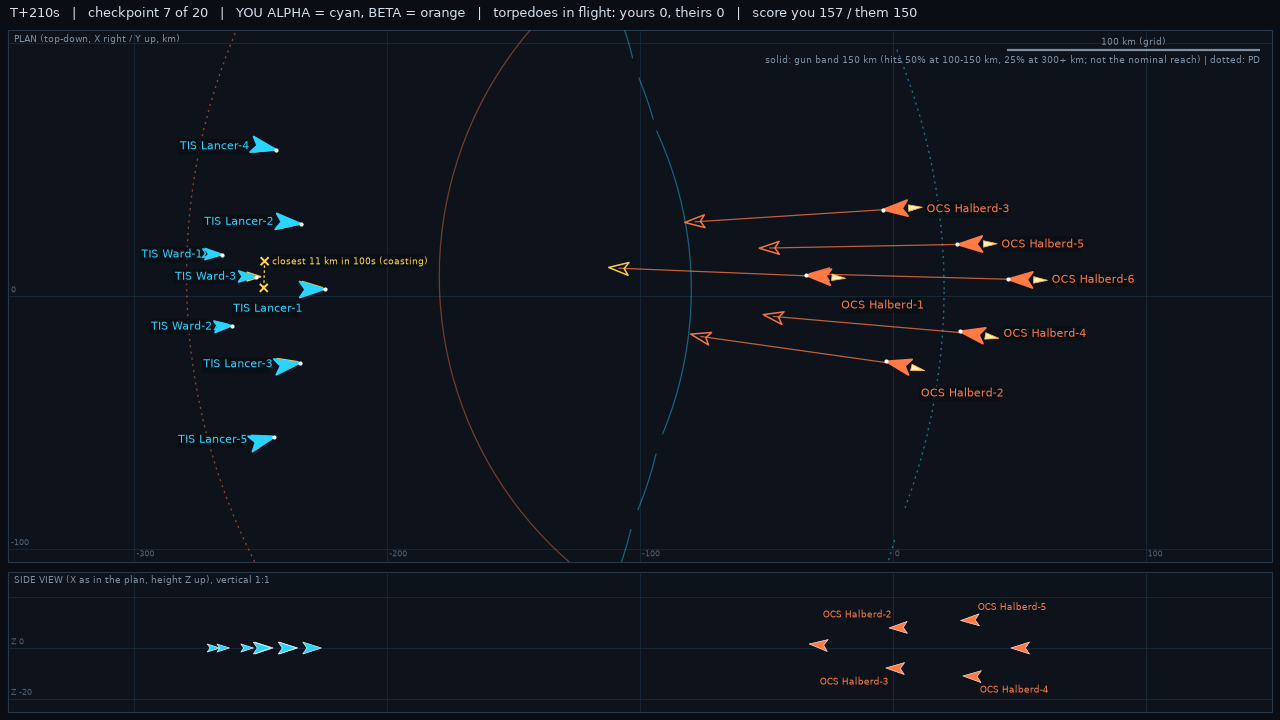 T+210s | checkpoint 7 of 20 | YOU ALPHA = cyan, BETA = orange | torpedoes in flight: yours 0, theirs 0 | score you 157 / them 150
PLAN (top-down, X right / Y up, km)
100 km (grid)
solid: gun band 150 km (hits 50% at 100-150 km, 25% at 300+ km; not the nominal reach) | dotted: PD
TIS Lancer-4
OCS Halberd-3
TIS Lancer-2
OCS Halberd-5
TIS Ward-1
closest 11 km in 100s (coasting)
TIS Ward-3
OCS Halberd-6
0
TIS Lancer-1
OCS Halberd-1
TIS Ward-2
OCS Halberd-4
TIS Lancer-3
OCS Halberd-2
TIS Lancer-5
-100
-300
-200
-100
0
100
SIDE VIEW (X as in the plan, height Z up), vertical 1:1
OCS Halberd-5
OCS Halberd-2
Z 0
OCS Halberd-3
OCS Halberd-4
Z -20